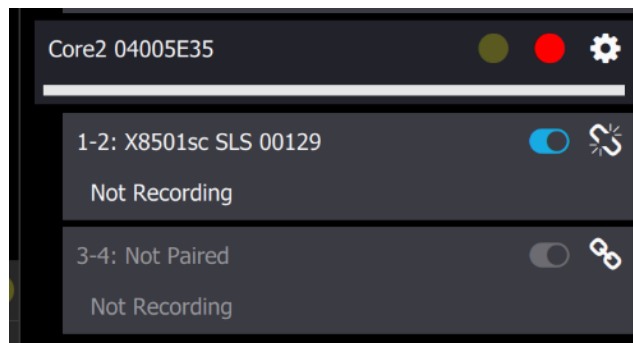 Core2 04005E35
1-2: X8501sc SLS 00129
Not Recording
3-4: Not Paired
Not Recording